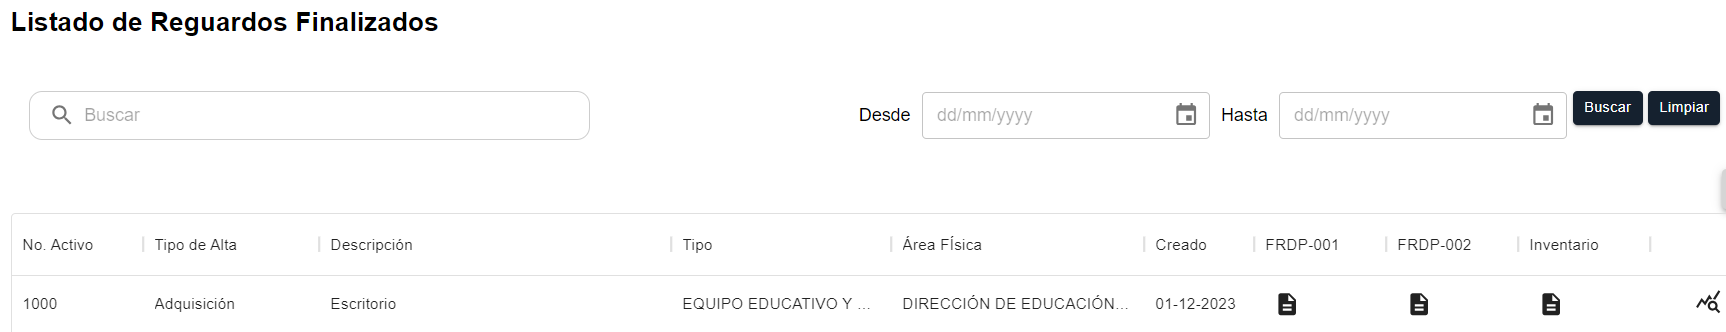 Listado de Reguardos Finalizados
Buscar Desde dd/mm/yyyy Hasta dd/mm/yyyy Buscar Limpiar
No. Activo Tipo de Alta Descripción Tipo Área FÍsica Creado FRDP-001 FRDP-002 Inventario
1000 Adquisición Escritorio EQUIPO EDUCATIVO Y ... DIRECCIÓN DE EDUCACIÓN... 01-12-2023